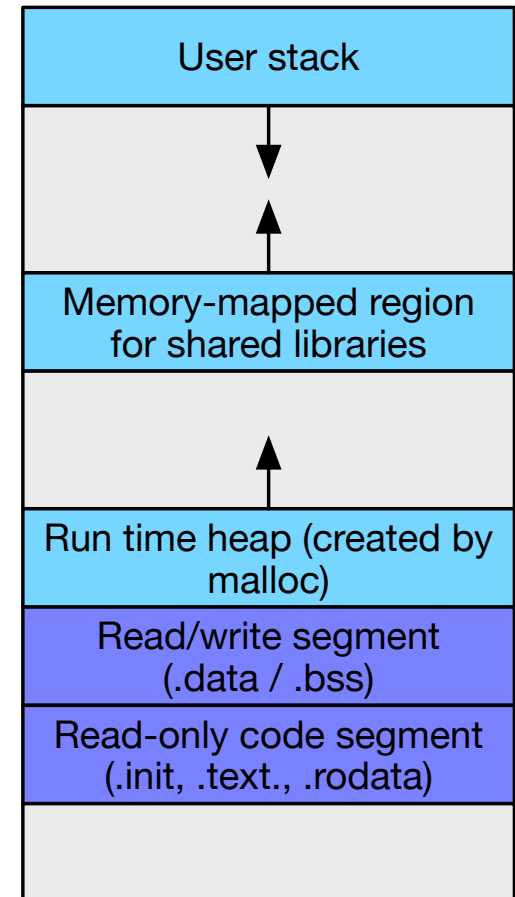 User stack
Memory-mapped region
for shared libraries
Run time heap (created by
malloc)
Read/write segment
(.data / .bss)
Read-only code segment
(.init, .text., .rodata)